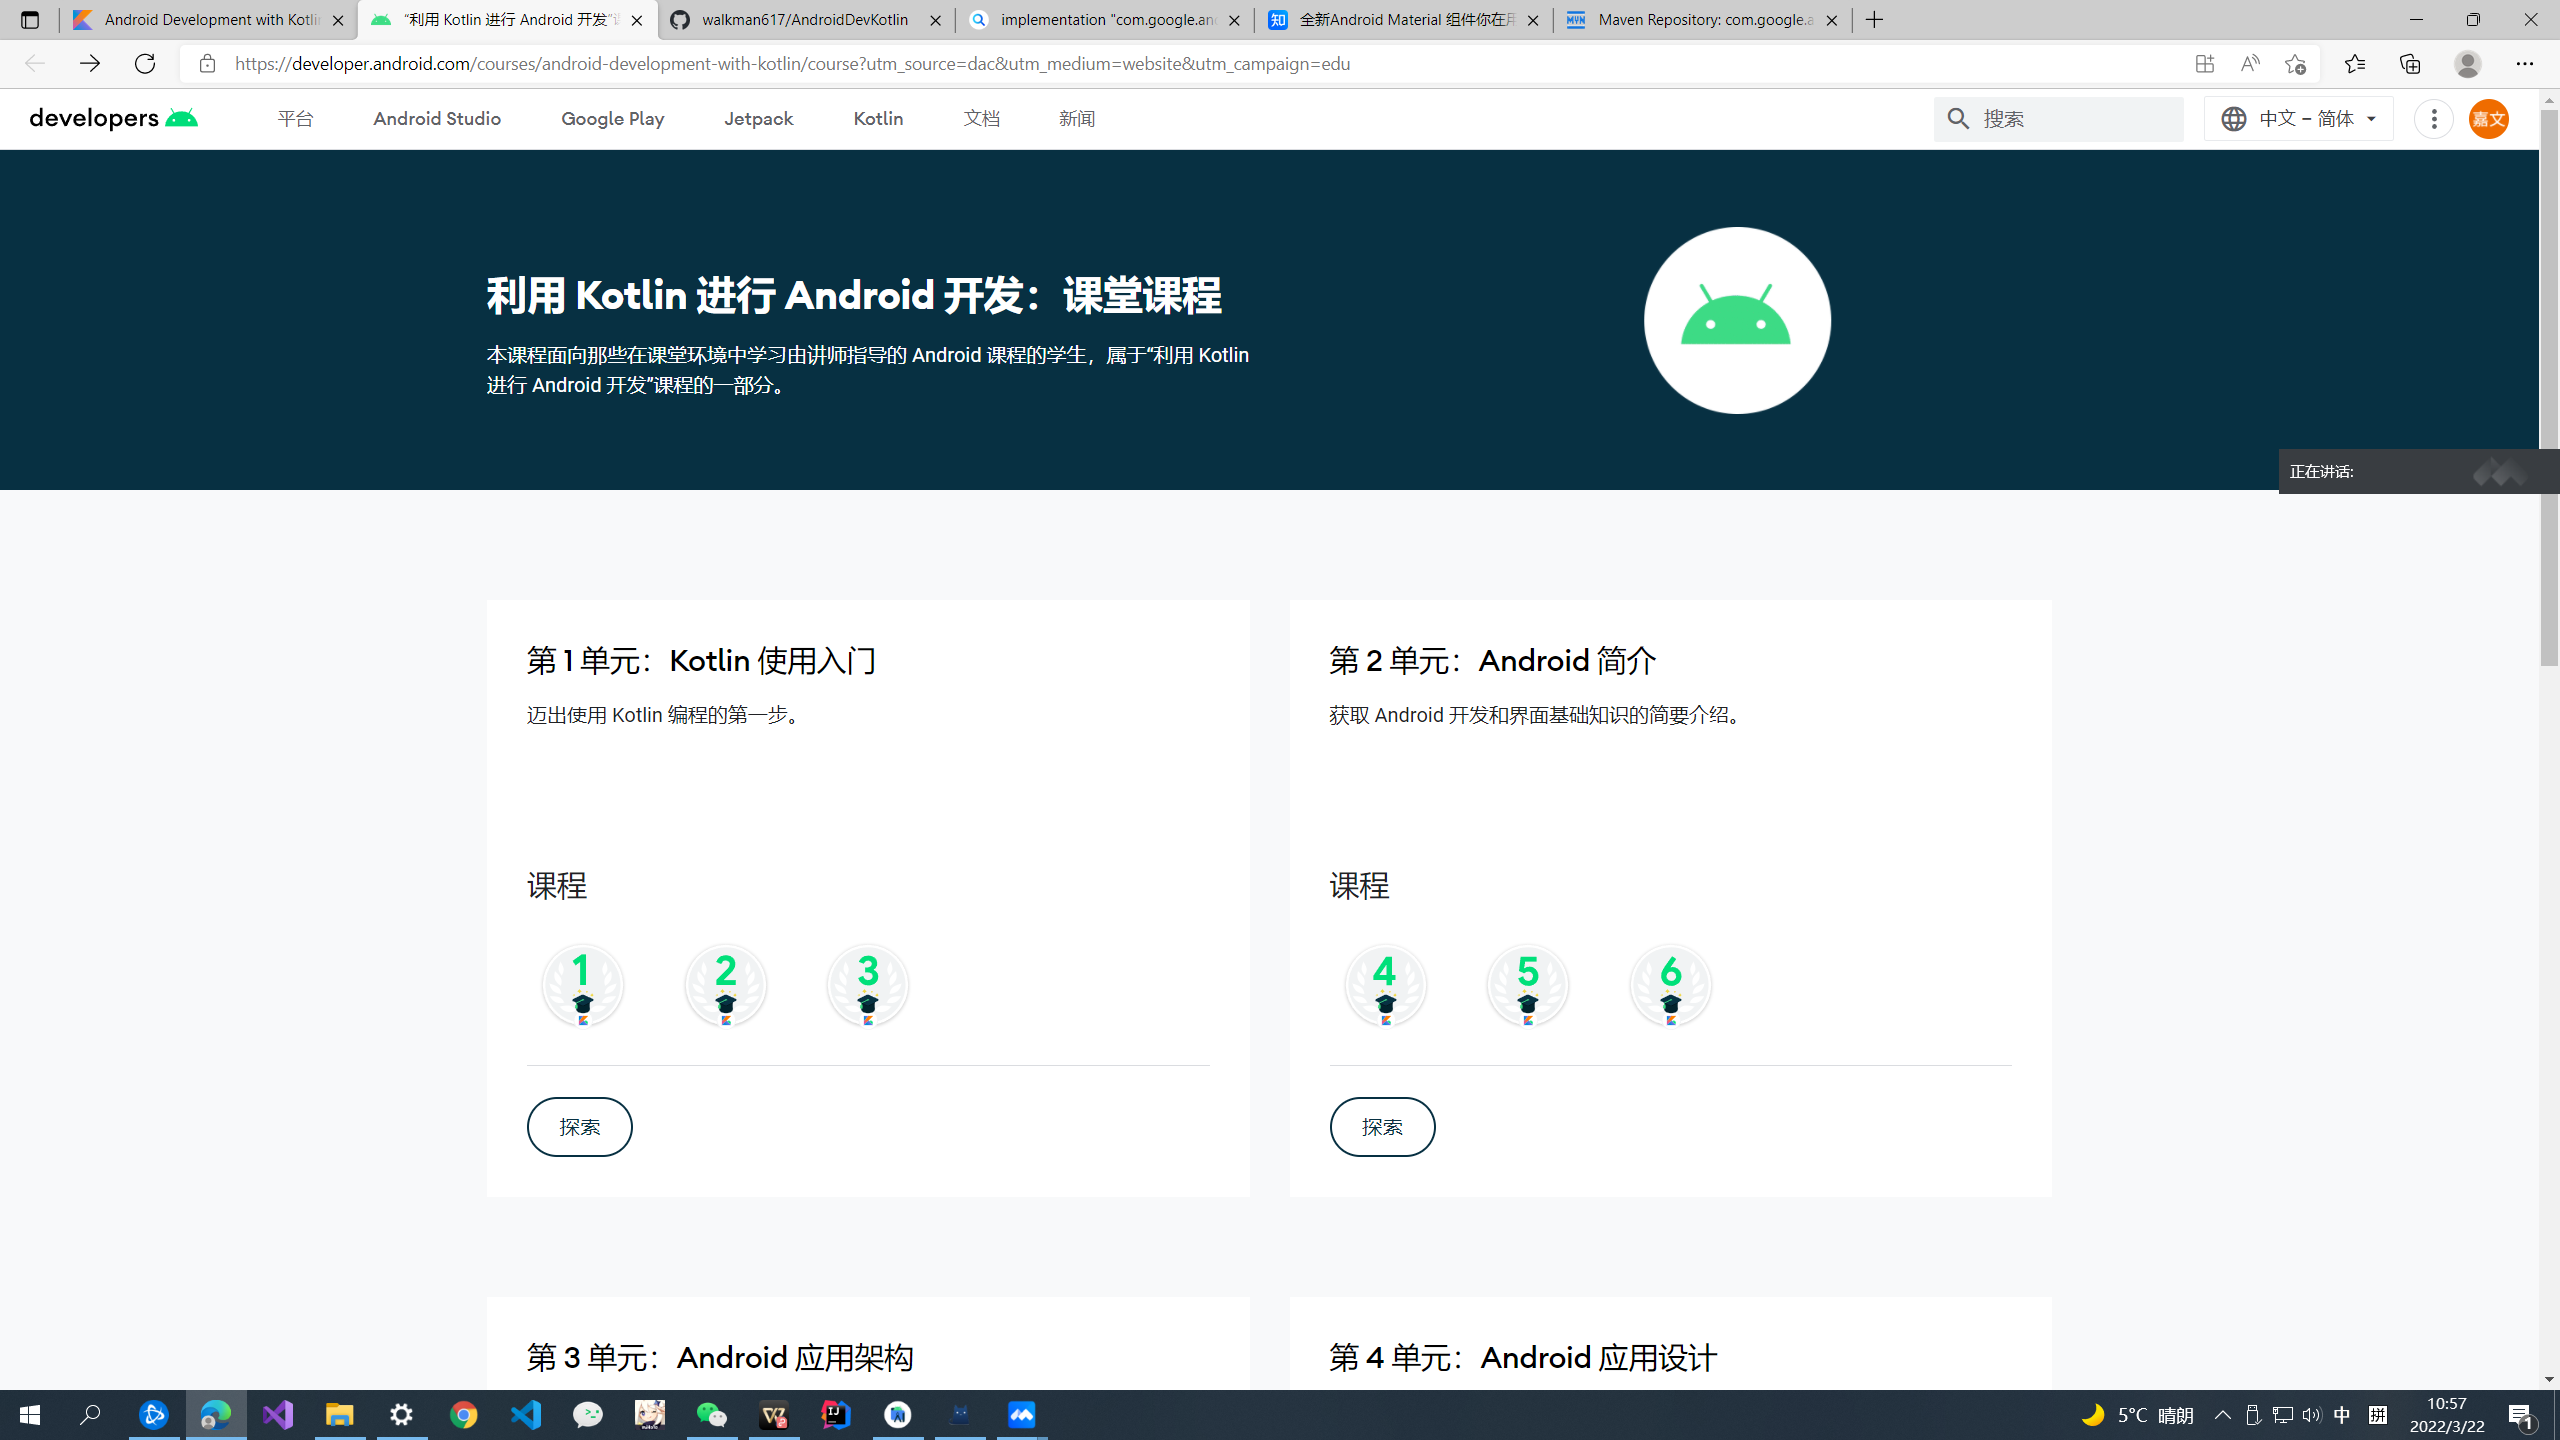 Android Development with Kotlin
“利用 Kotlin 进行 Android 开发”
walkman617/AndroidDevKotlin
implementation "com.google.and
全新Android Material 组件你在用
Maven Repository: com.google.a
https://developer.android.com/courses/android-development-with-kotlin/course?utm_source=dac&utm_medium=website&utm_campaign=edu
developers
平台
Android Studio
Google Play
Jetpack
Kotlin
文档
新闻
搜索
中文 – 简体
嘉文
利用 Kotlin 进行 Android 开发：课堂课程
本课程面向那些在课堂环境中学习由讲师指导的 Android 课程的学生，属于“利用 Kotlin
进行 Android 开发”课程的一部分。
正在讲话:
第 1 单元：Kotlin 使用入门
迈出使用 Kotlin 编程的第一步。
课程
1
2
3
探索
第 2 单元：Android 简介
获取 Android 开发和界面基础知识的简要介绍。
课程
4
5
6
探索
第 3 单元：Android 应用架构
第 4 单元：Android 应用设计
5°C 晴朗
中
拼
10:57
2022/3/22
1